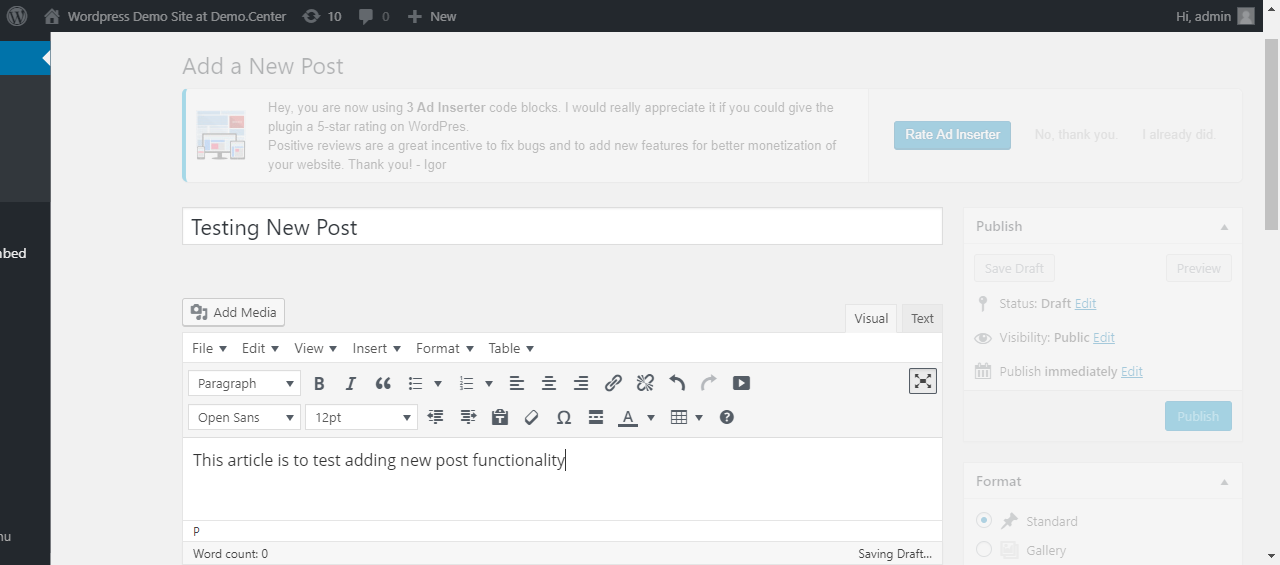 Wordpress Demo Site at Demo.Center 10 0 New Hi, admin
Add a New Post
Hey, you are now using 3 Ad Inserter code blocks. I would really appreciate it if you could give the
plugin a 5-star rating on WordPres.
Positive reviews are a great incentive to fix bugs and to add new features for better monetization of
your website. Thank you! - Igor
Rate Ad Inserter No, thank you. I already did.
Testing New Post
Publish
Save Draft Preview
Status: Draft Edit
Visibility: Public Edit
Publish immediately Edit
Publish
Add Media
Visual Text
File Edit View Insert Format Table
Paragraph
Open Sans 12pt
This article is to test adding new post functionality
P
Word count: 0 Saving Draft...
Format
Standard
Gallery